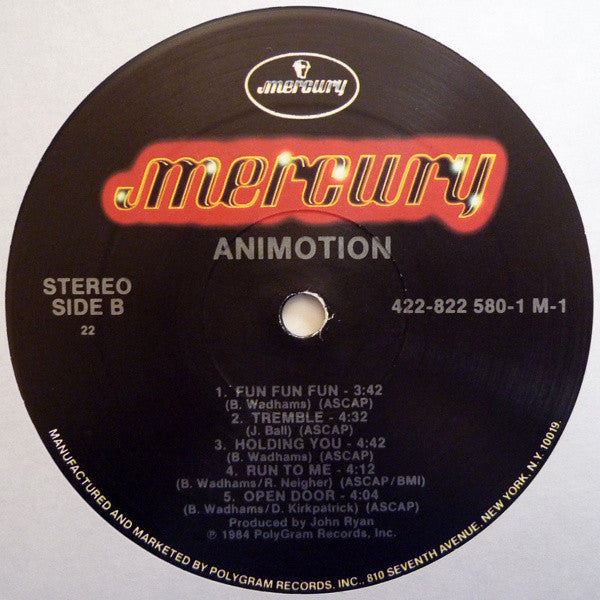 mercury
mercury
ANIMOTION
STEREO
SIDE B
22
422-822 580-1 M-1
1. FUN FUN FUN - 3:42
(B. Wadhams) (ASCAP)
2. TREMBLE - 4:32
(J. Ball) (ASCAP)
3. HOLDING YOU - 4:42
(B. Wadhams) (ASCAP)
4. RUN TO ME - 4:12
(B. Wadhams/R. Neigher) (ASCAP/BMI)
5. OPEN DOOR - 4:04
(B. Wadhams/D. Kirkpatrick) (ASCAP)
Produced by John Ryan
℗ 1984 PolyGram Records, Inc.
MANUFACTURED AND MARKETED BY POLYGRAM RECORDS, INC., 810 SEVENTH AVENUE, NEW YORK, N.Y. 10019.